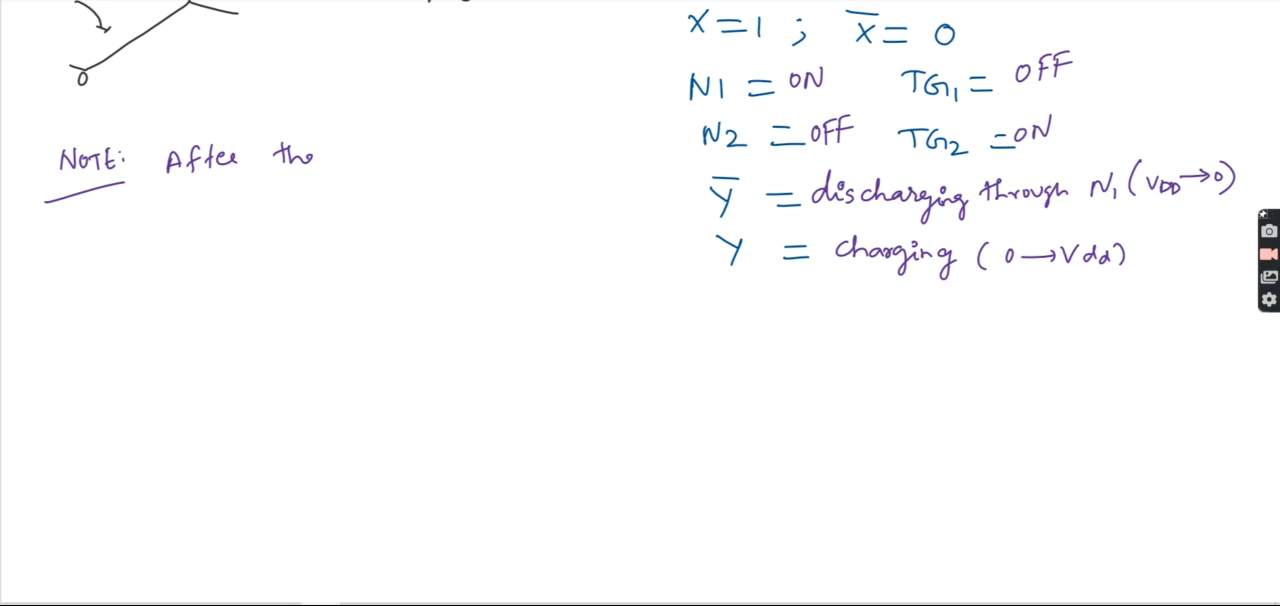 X=1 ; X̅= 0
N1 = ON TG1= OFF
N2 =OFF TG2 =ON
NOTE: After the
Y̅ = discharging through N1 (VDD→0)
Y = charging ( 0→Vdd)